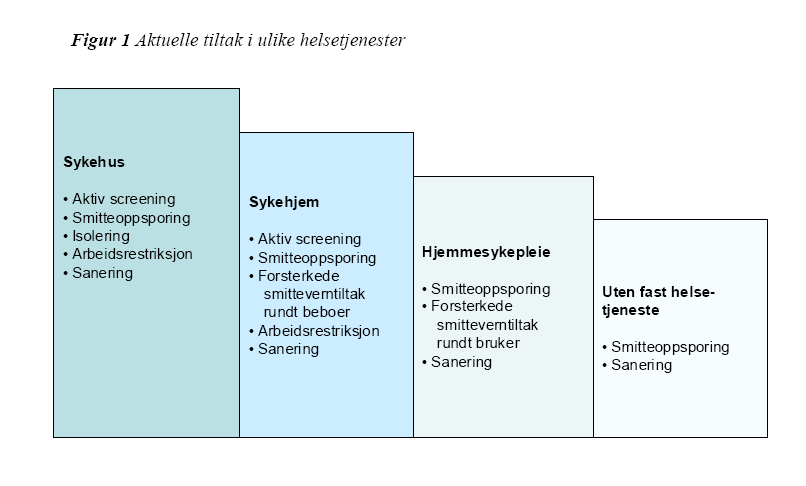 Figur 1 Aktuelle tiltak i ulike helsetjenester
Sykehus
• Aktiv screening
• Smitteoppsporing
• Isolering
• Arbeidsrestriksjon
• Sanering
Sykehjem
• Aktiv screening
• Smitteoppsporing
• Forsterkede
smitteverntiltak
rundt beboer
• Arbeidsrestriksjon
• Sanering
Hjemmesykepleie
• Smitteoppsporing
• Forsterkede
smitteverntiltak
rundt bruker
• Sanering
Uten fast helse-
tjeneste
• Smitteoppsporing
• Sanering